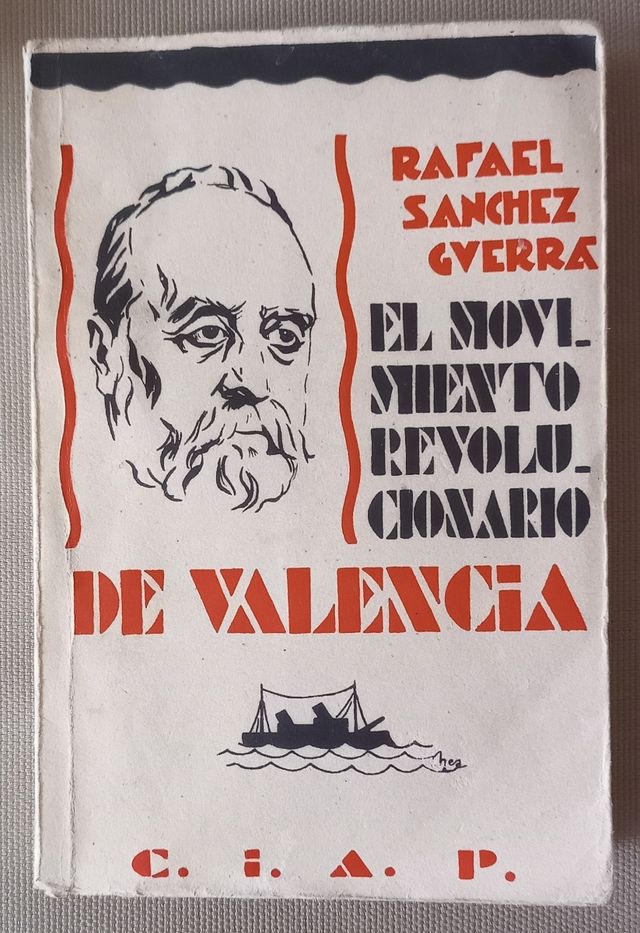 RAFAEL
SANCHEZ
GVERRA
EL MOVI-
MIENTO
REVOLU-
CIONARIO
DE VALENCiA
C. i. A. P.